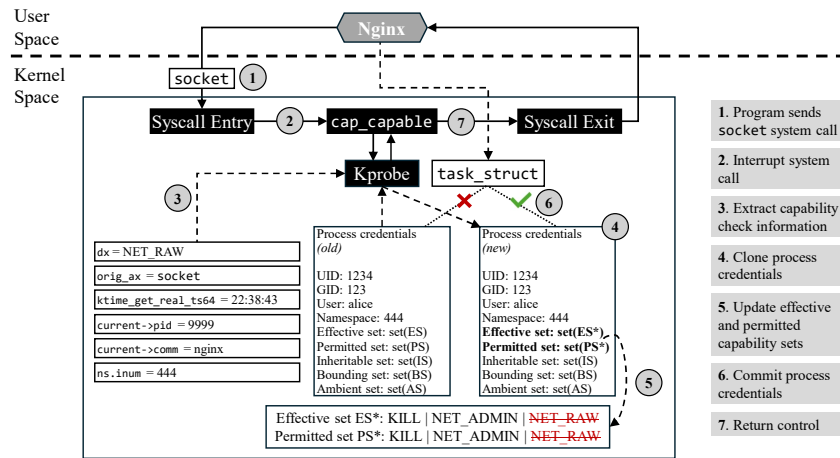 User
Space
Nginx
Kernel
Space
socket
1
Syscall Entry
2
cap_capable
7
Syscall Exit
Kprobe
task_struct
3
6
4
dx = NET_RAW
orig_ax = socket
ktime_get_real_ts64 = 22:38:43
current->pid = 9999
current->comm = nginx
ns.inum = 444
Process credentials
(old)
UID: 1234
GID: 123
User: alice
Namespace: 444
Effective set: set(ES)
Permitted set: set(PS)
Inheritable set: set(IS)
Bounding set: set(BS)
Ambient set: set(AS)
Process credentials
(new)
UID: 1234
GID: 123
User: alice
Namespace: 444
Effective set: set(ES*)
Permitted set: set(PS*)
Inheritable set: set(IS)
Bounding set: set(BS)
Ambient set: set(AS)
5
Effective set ES*: KILL | NET_ADMIN | NET_RAW
Permitted set PS*: KILL | NET_ADMIN | NET_RAW
1. Program sends
socket system call
2. Interrupt system
call
3. Extract capability
check information
4. Clone process
credentials
5. Update effective
and permitted
capability sets
6. Commit process
credentials
7. Return control